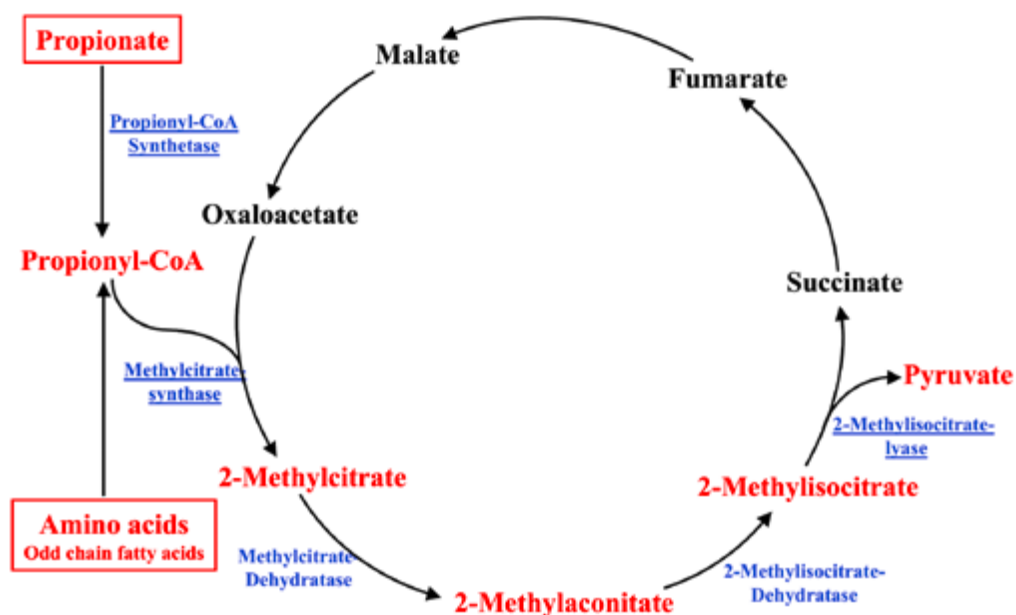 Propionate
Malate
Fumarate
Propionyl-CoA
Synthetase
Oxaloacetate
Propionyl-CoA
Succinate
Methylcitrate-
synthase
Pyruvate
2-Methylisocitrate-
lyase
2-Methylcitrate
2-Methylisocitrate
Amino acids
Odd chain fatty acids
Methylcitrate-
Dehydratase
2-Methylisocitrate-
Dehydratase
2-Methylaconitate